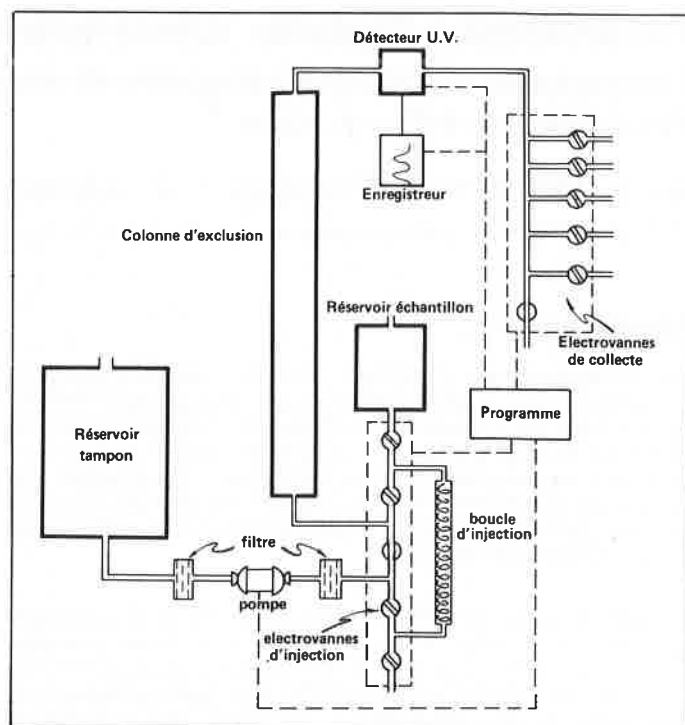 Détecteur U.V.
Enregistreur
Colonne d'exclusion
Réservoir échantillon
Electrovannes
de collecte
Programme
Réservoir
tampon
boucle
d'injection
filtre
pompe
electrovannes
d'injection